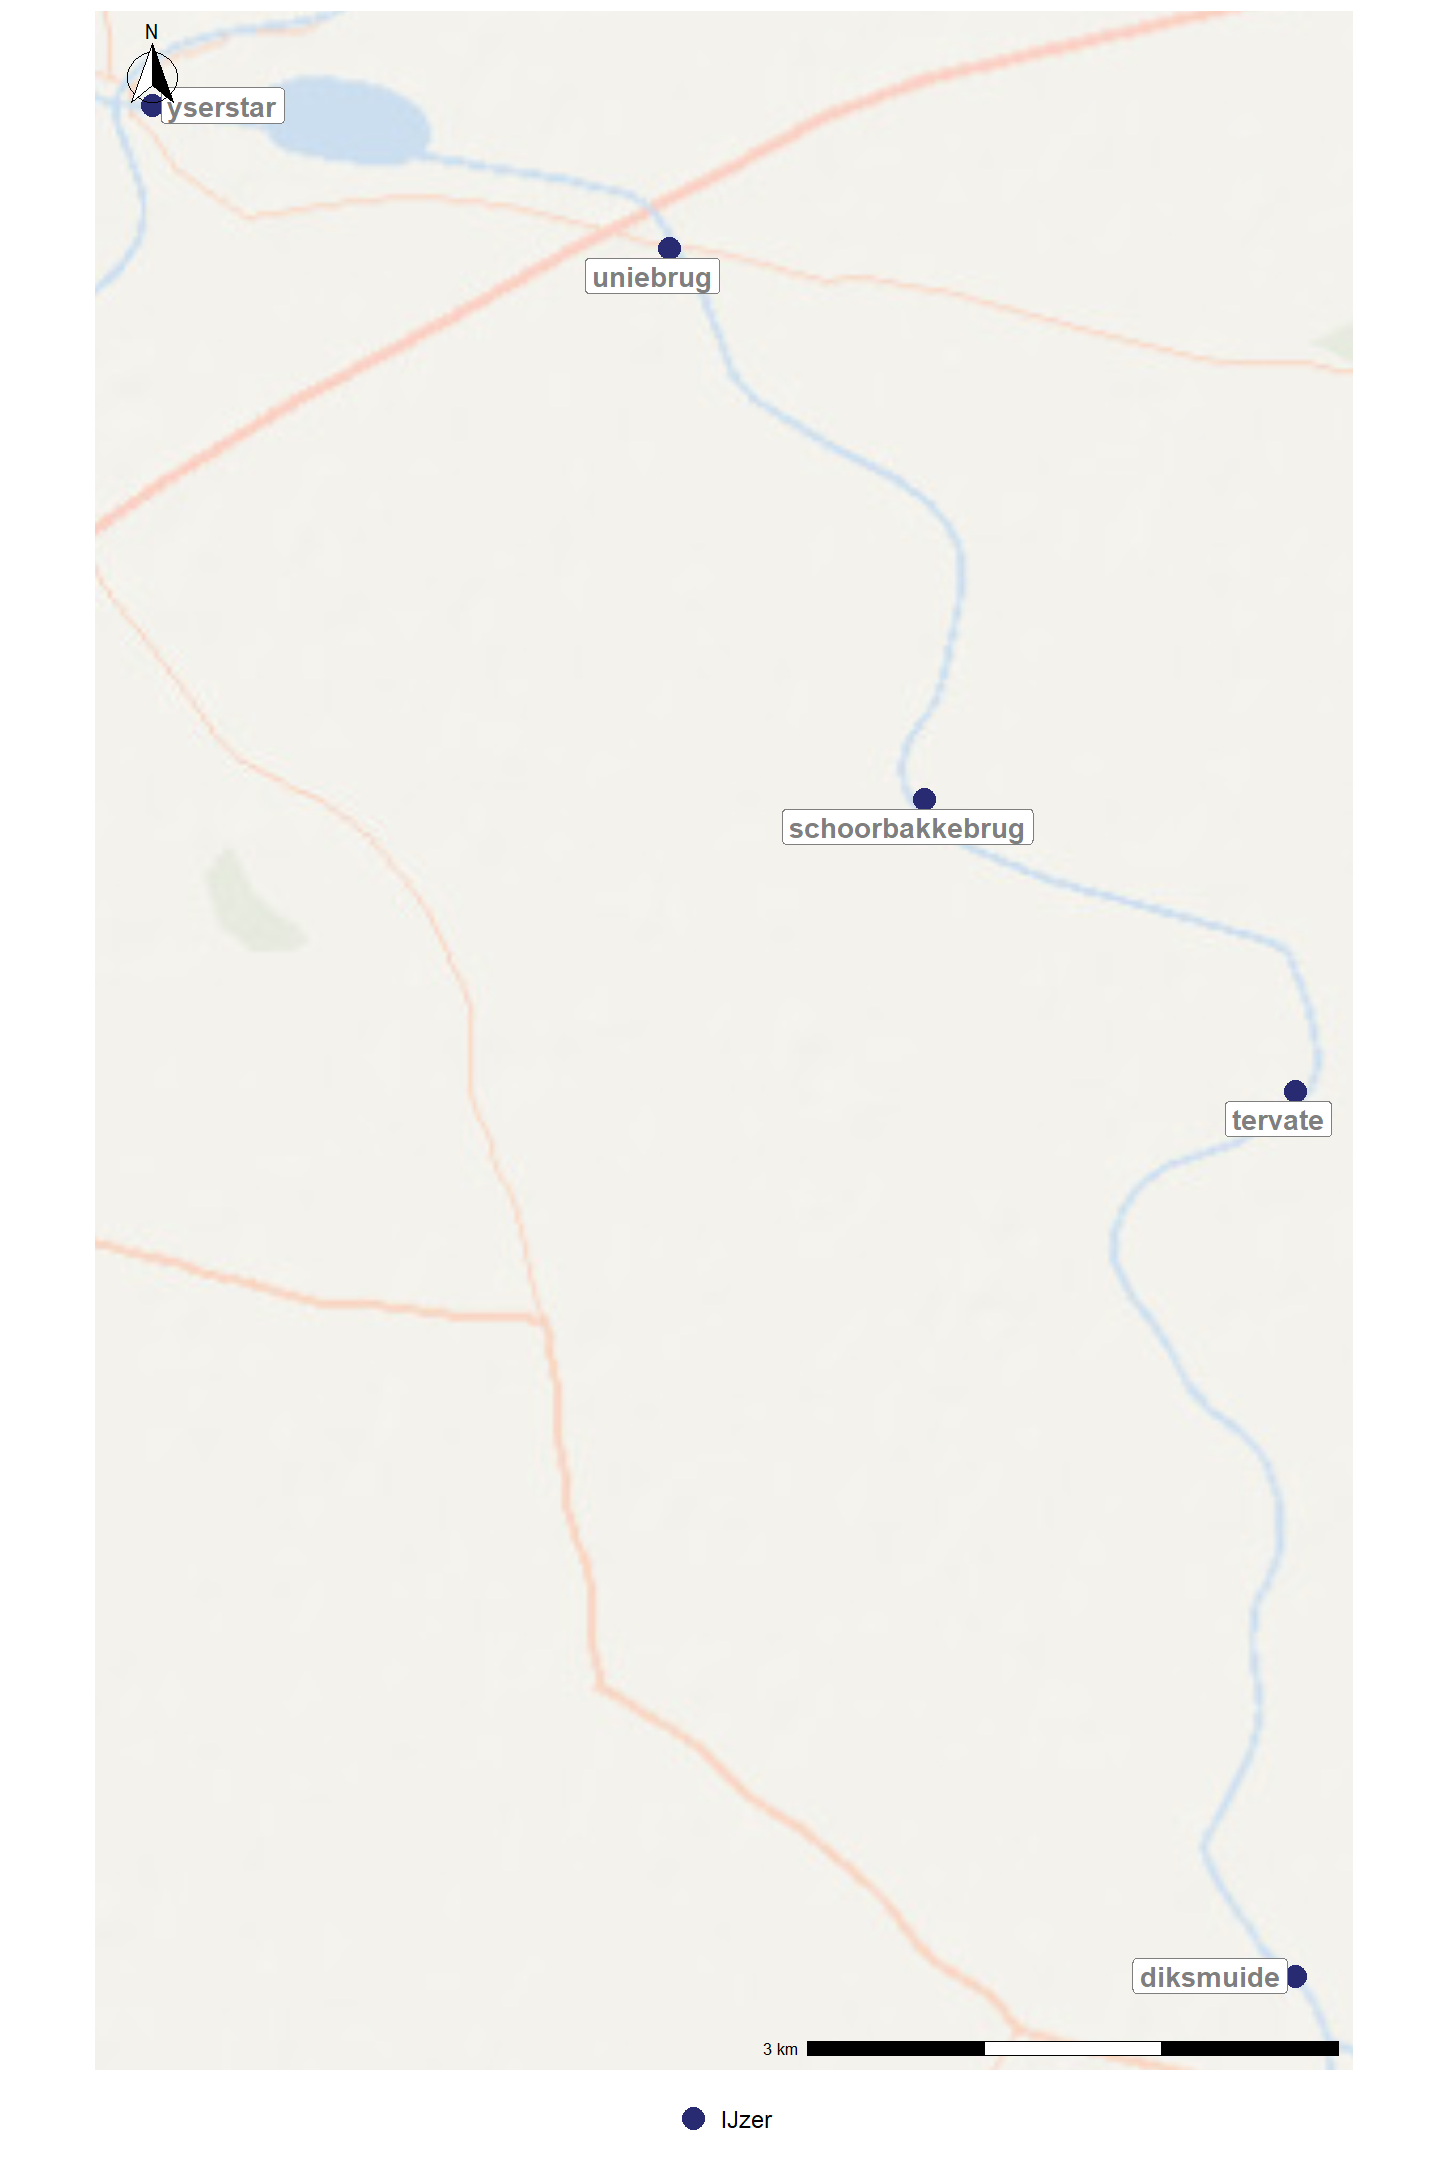 N
yserstar
uniebrug
schoorbakkebrug
tervate
diksmuide
3 km
IJzer